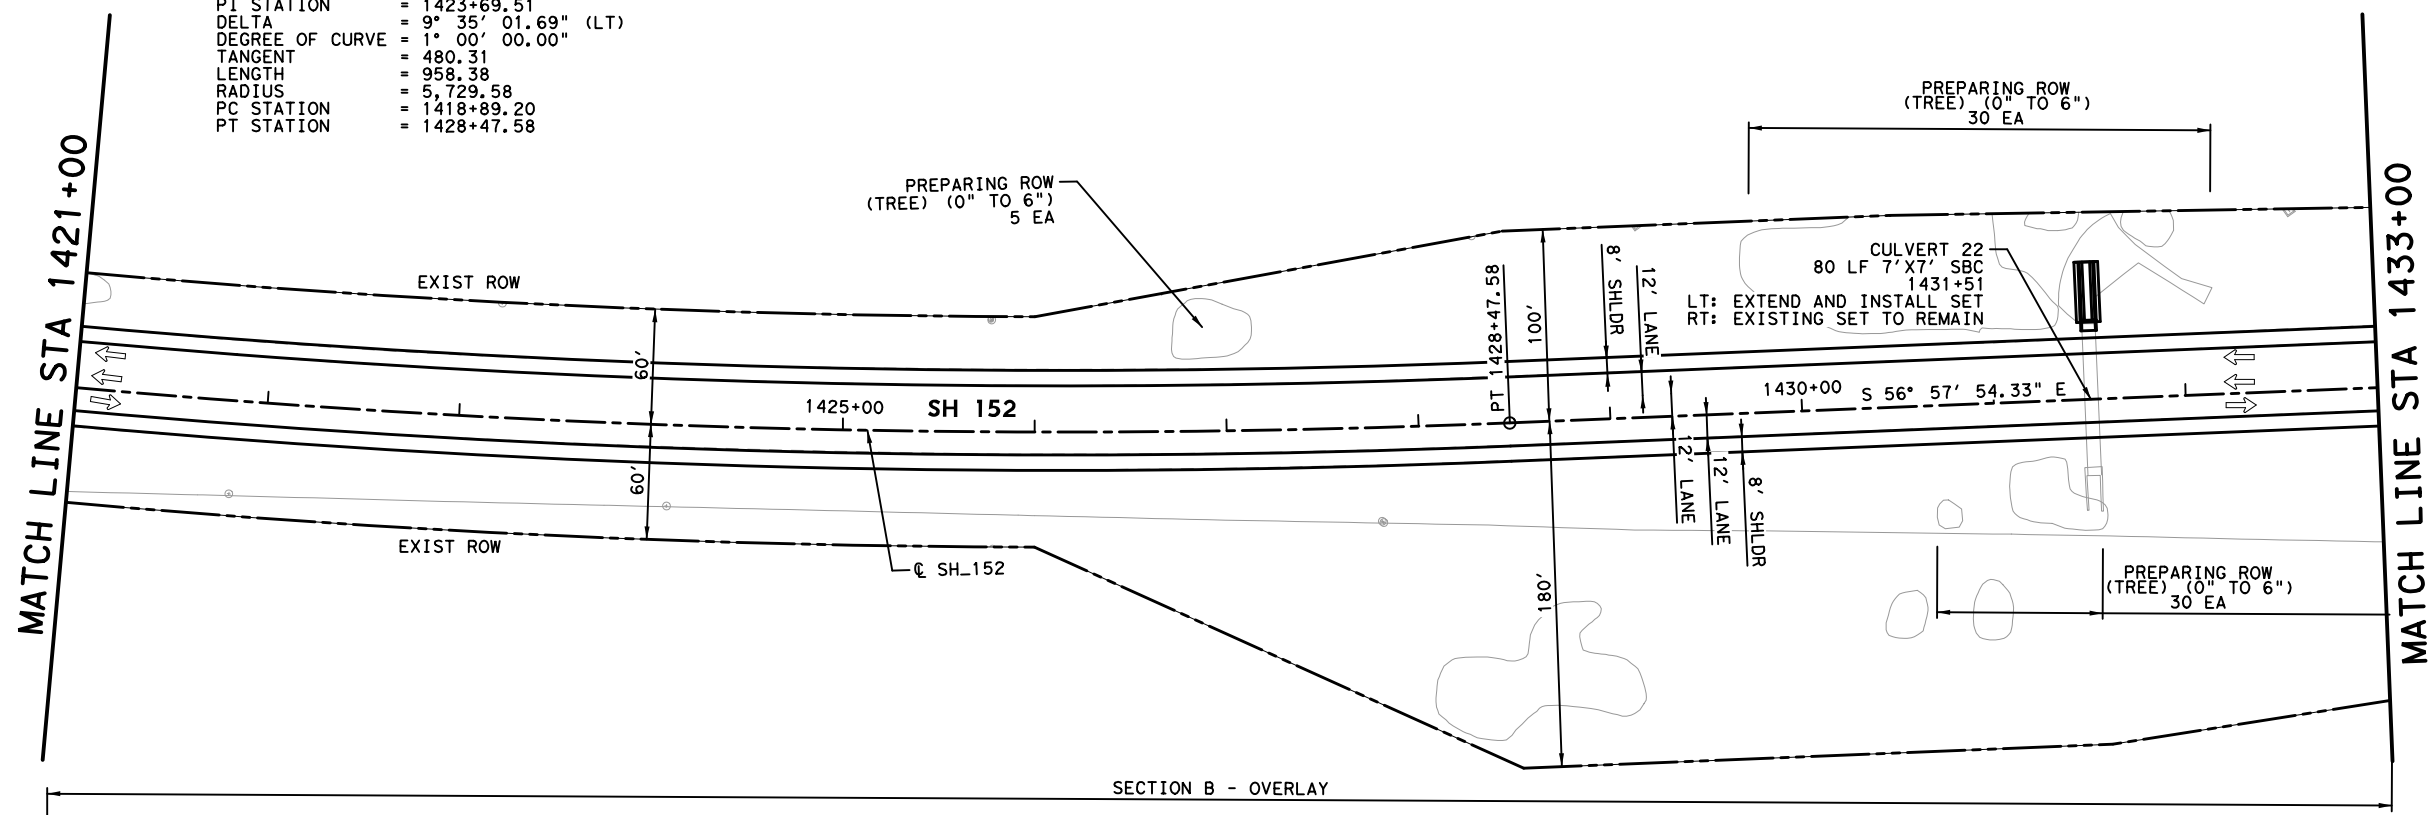 PI STATION = 1423+69.51
DELTA = 9° 35' 01.69" (LT)
DEGREE OF CURVE = 1° 00' 00.00"
TANGENT = 480.31
LENGTH = 958.38
RADIUS = 5,729.58
PC STATION = 1418+89.20
PT STATION = 1428+47.58
MATCH LINE STA 1421+00
PREPARING ROW
(TREE) (0" TO 6")
5 EA
PREPARING ROW
(TREE) (0" TO 6")
30 EA
EXIST ROW
60'
60'
EXIST ROW
1425+00
SH 152
℄ SH_152
PT 1428+47.58
100'
180'
8' SHLDR
12' LANE
12' LANE
12' LANE
8' SHLDR
CULVERT 22
80 LF 7'X7' SBC
1431+51
LT: EXTEND AND INSTALL SET
RT: EXISTING SET TO REMAIN
1430+00
S 56° 57' 54.33" E
PREPARING ROW
(TREE) (0" TO 6")
30 EA
MATCH LINE STA 1433+00
SECTION B - OVERLAY